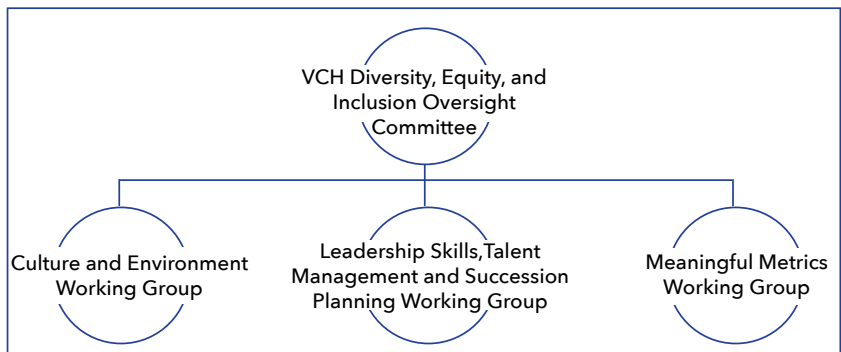 VCH Diversity, Equity, and
Inclusion Oversight
Committee
Culture and Environment
Working Group
Leadership Skills,Talent
Management and Succession
Planning Working Group
Meaningful Metrics
Working Group